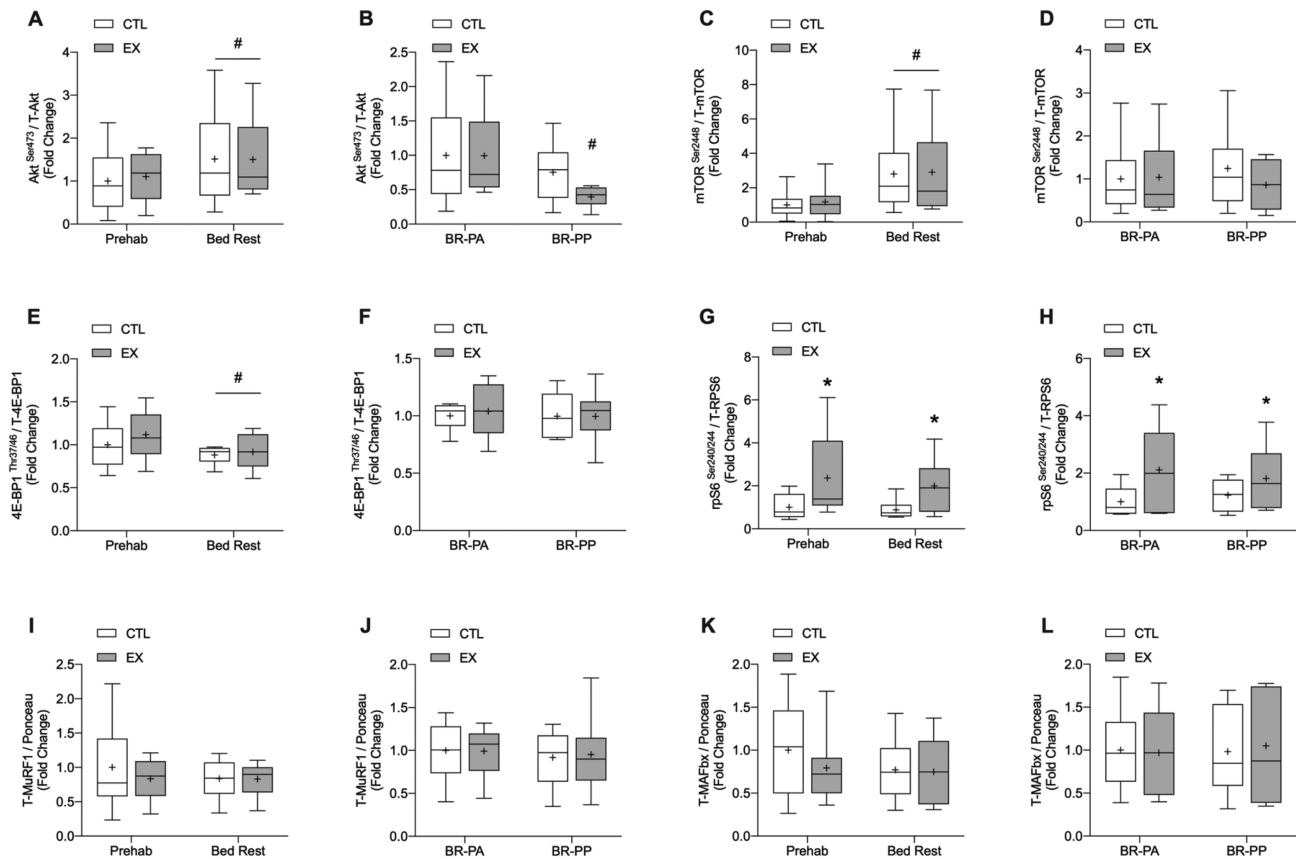 A
CTL
EX
Akt Ser473 / T-Akt
(Fold Change)
4
3
2
1
0
#
Prehab
Bed Rest
B
CTL
EX
Akt Ser473 / T-Akt
(Fold Change)
2.5
2.0
1.5
1.0
0.5
0.0
#
BR-PA
BR-PP
C
CTL
EX
mTOR Ser2448 / T-mTOR
(Fold Change)
10
8
6
4
2
0
#
Prehab
Bed Rest
D
CTL
EX
mTOR Ser2448 / T-mTOR
(Fold Change)
4
3
2
1
0
BR-PA
BR-PP
E
CTL
EX
4E-BP1 Thr37/46 / T-4E-BP1
(Fold Change)
2.0
1.5
1.0
0.5
0.0
#
Prehab
Bed Rest
F
CTL
EX
4E-BP1 Thr37/46 / T-4E-BP1
(Fold Change)
1.5
1.0
0.5
0.0
BR-PA
BR-PP
G
CTL
EX
rpS6 Ser240/244 / T-RPS6
(Fold Change)
8
6
4
2
0
*
*
Prehab
Bed Rest
H
CTL
EX
rpS6 Ser240/244 / T-RPS6
(Fold Change)
6
4
2
0
*
*
BR-PA
BR-PP
I
CTL
EX
T-MuRF1 / Ponceau
(Fold Change)
2.5
2.0
1.5
1.0
0.5
0.0
Prehab
Bed Rest
J
CTL
EX
T-MuRF1 / Ponceau
(Fold Change)
2.0
1.5
1.0
0.5
0.0
BR-PA
BR-PP
K
CTL
EX
T-MAFbx / Ponceau
(Fold Change)
2.0
1.5
1.0
0.5
0.0
Prehab
Bed Rest
L
CTL
EX
T-MAFbx / Ponceau
(Fold Change)
2.0
1.5
1.0
0.5
0.0
BR-PA
BR-PP